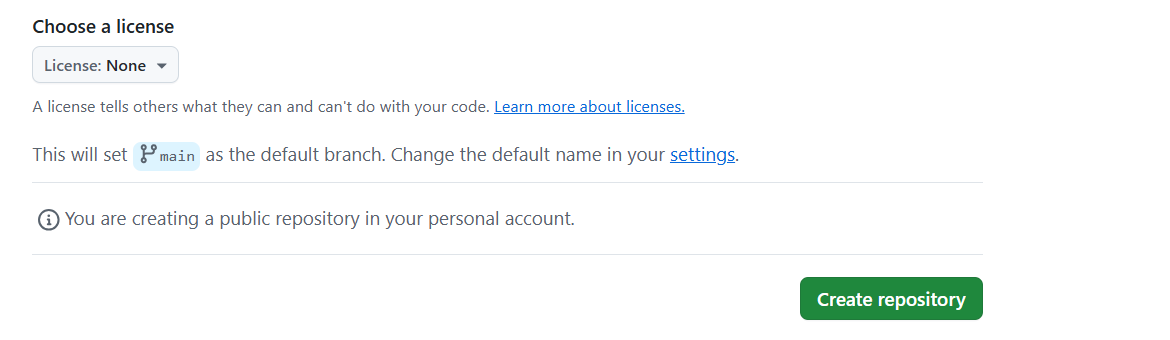 Choose a license
License: None
A license tells others what they can and can't do with your code. Learn more about licenses.
This will set main as the default branch. Change the default name in your settings.
You are creating a public repository in your personal account.
Create repository